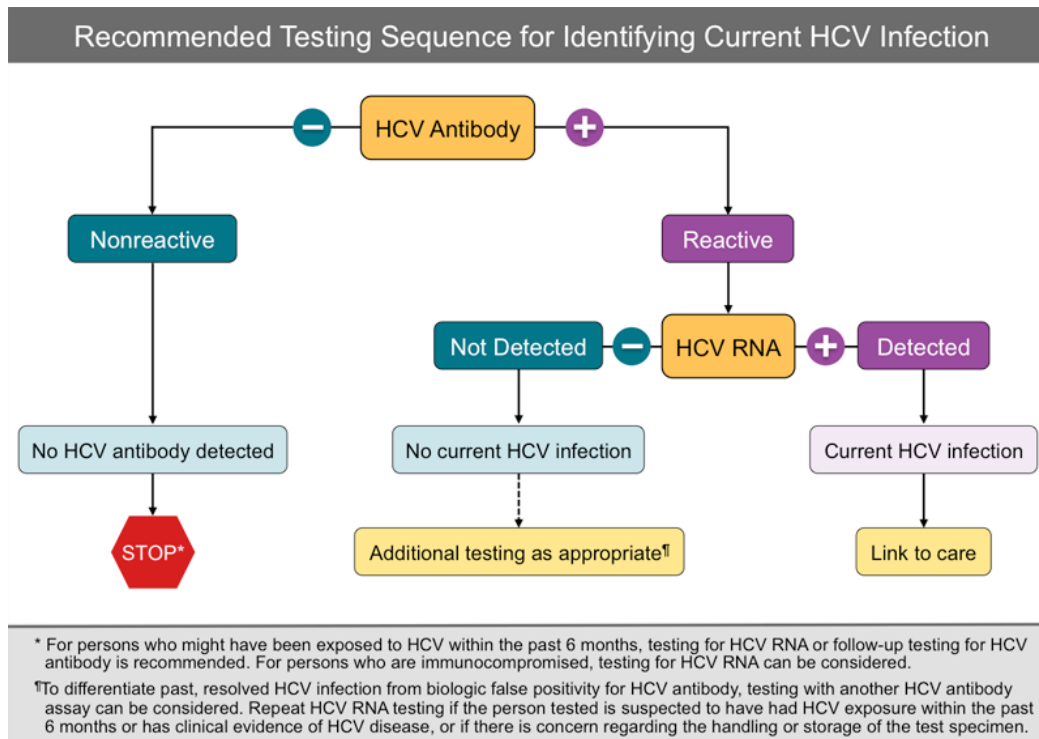 Recommended Testing Sequence for Identifying Current HCV Infection
HCV Antibody
Nonreactive
Reactive
Not Detected
HCV RNA
Detected
No HCV antibody detected
No current HCV infection
Current HCV infection
STOP*
Additional testing as appropriate¶
Link to care
* For persons who might have been exposed to HCV within the past 6 months, testing for HCV RNA or follow-up testing for HCV
antibody is recommended. For persons who are immunocompromised, testing for HCV RNA can be considered.
¶To differentiate past, resolved HCV infection from biologic false positivity for HCV antibody, testing with another HCV antibody
assay can be considered. Repeat HCV RNA testing if the person tested is suspected to have had HCV exposure within the past
6 months or has clinical evidence of HCV disease, or if there is concern regarding the handling or storage of the test specimen.